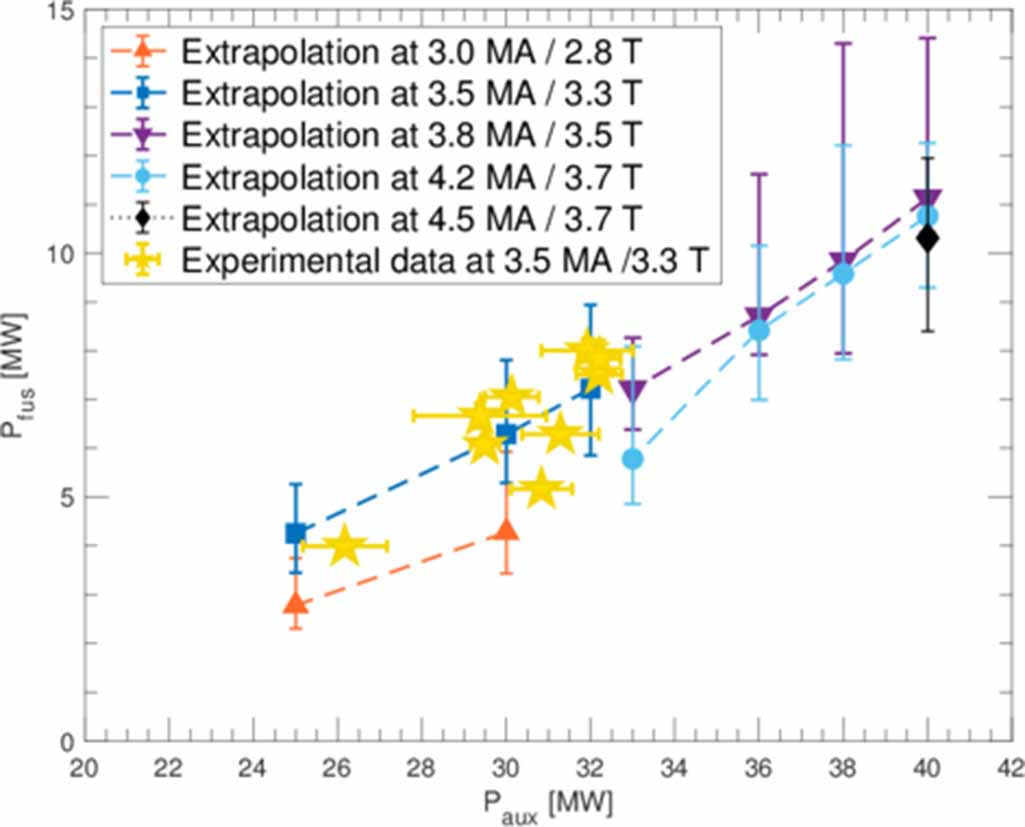 15
Extrapolation at 3.0 MA / 2.8 T
Extrapolation at 3.5 MA / 3.3 T
Extrapolation at 3.8 MA / 3.5 T
Extrapolation at 4.2 MA / 3.7 T
Extrapolation at 4.5 MA / 3.7 T
Experimental data at 3.5 MA /3.3 T
10
P_fus [MW]
5
0
20 22 24 26 28 30 32 34 36 38 40 42
P_aux [MW]